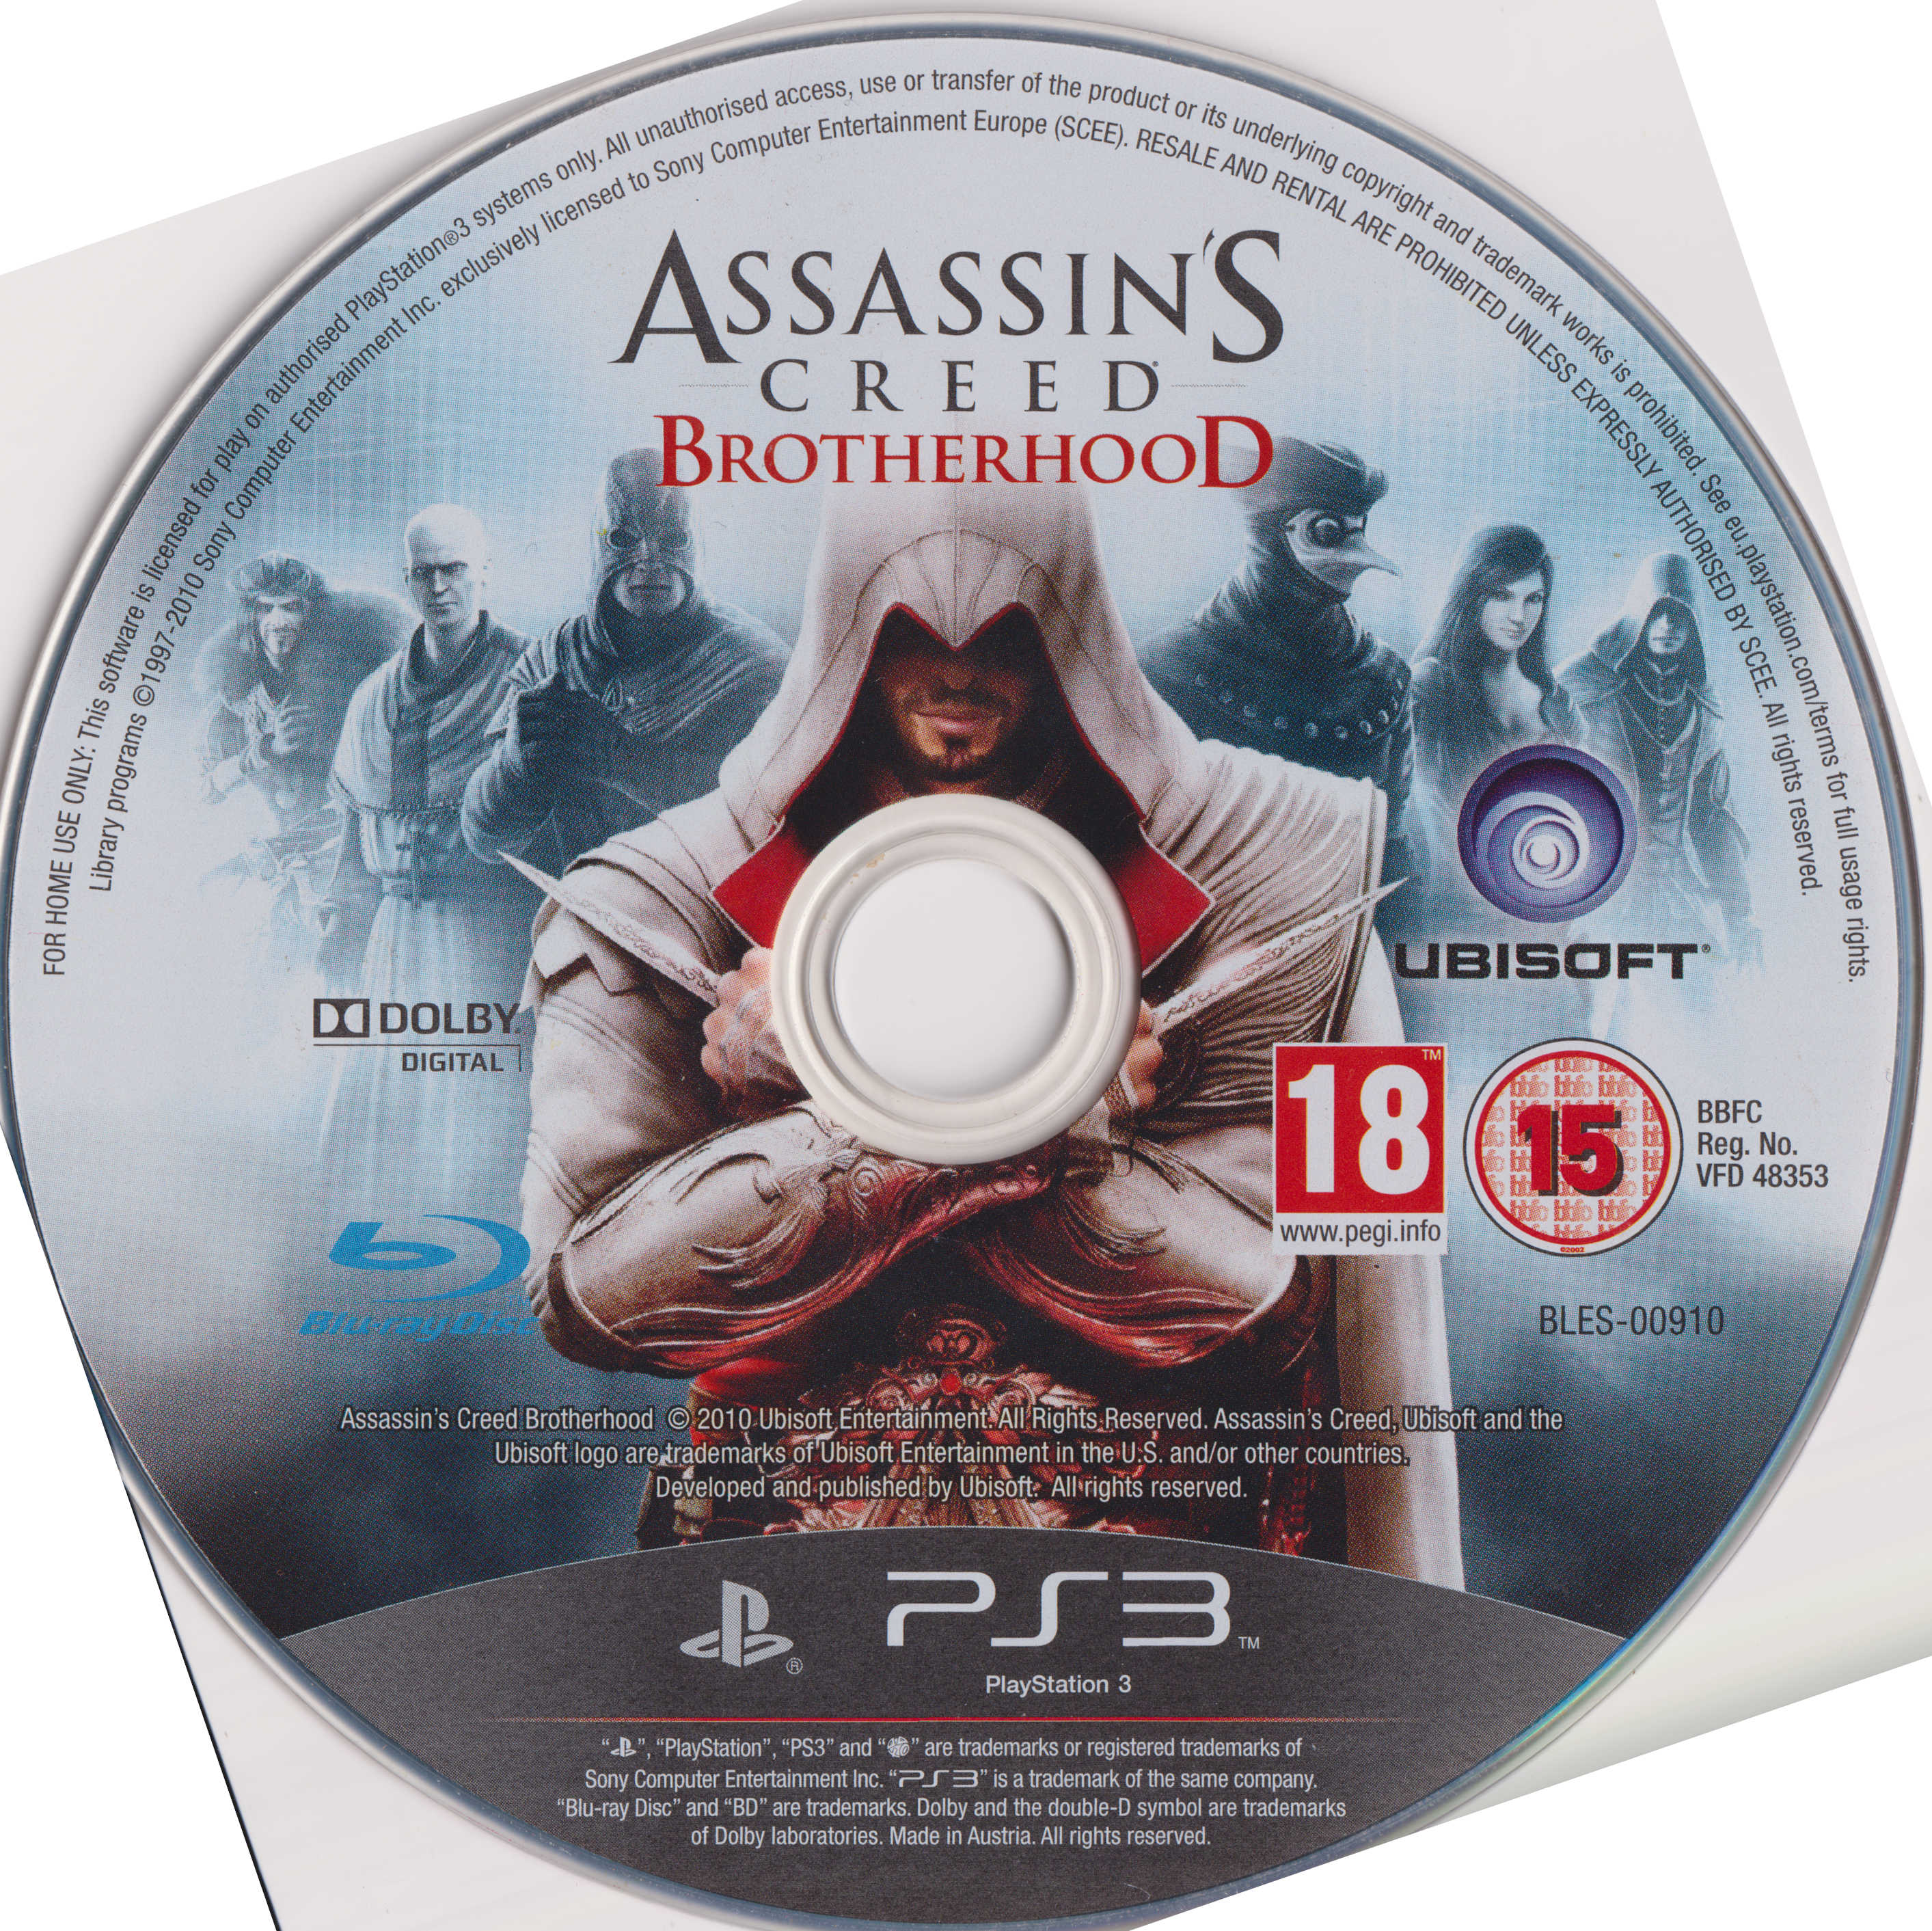 FOR HOME USE ONLY: This software is licensed for play on authorised PlayStation®3 systems only. All unauthorised access, use or transfer of the product or its underlying copyright and trademark works is prohibited. See eu.playstation.com/terms for full usage rights.
Library programs ©1997-2010 Sony Computer Entertainment Inc. exclusively licensed to Sony Computer Entertainment Europe (SCEE). RESALE AND RENTAL ARE PROHIBITED UNLESS EXPRESSLY AUTHORISED BY SCEE. All rights reserved.
ASSASSIN'S
CREED®
BROTHERHOOD
UBISOFT®
DOLBY
DIGITAL
18
TM
www.pegi.info
15
©2002
BBFC
Reg. No.
VFD 48353
Blu-ray Disc
BLES-00910
Assassin's Creed Brotherhood © 2010 Ubisoft Entertainment. All Rights Reserved. Assassin's Creed, Ubisoft and the
Ubisoft logo are trademarks of Ubisoft Entertainment in the U.S. and/or other countries.
Developed and published by Ubisoft. All rights reserved.
® PS3 ™
PlayStation 3
“ ”, “PlayStation”, “PS3” and “ ” are trademarks or registered trademarks of
Sony Computer Entertainment Inc. “PS3” is a trademark of the same company.
“Blu-ray Disc” and “BD” are trademarks. Dolby and the double-D symbol are trademarks
of Dolby laboratories. Made in Austria. All rights reserved.